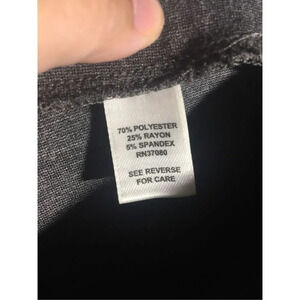 70% POLYESTER
25% RAYON
5% SPANDEX
RN37080
SEE REVERSE
FOR CARE